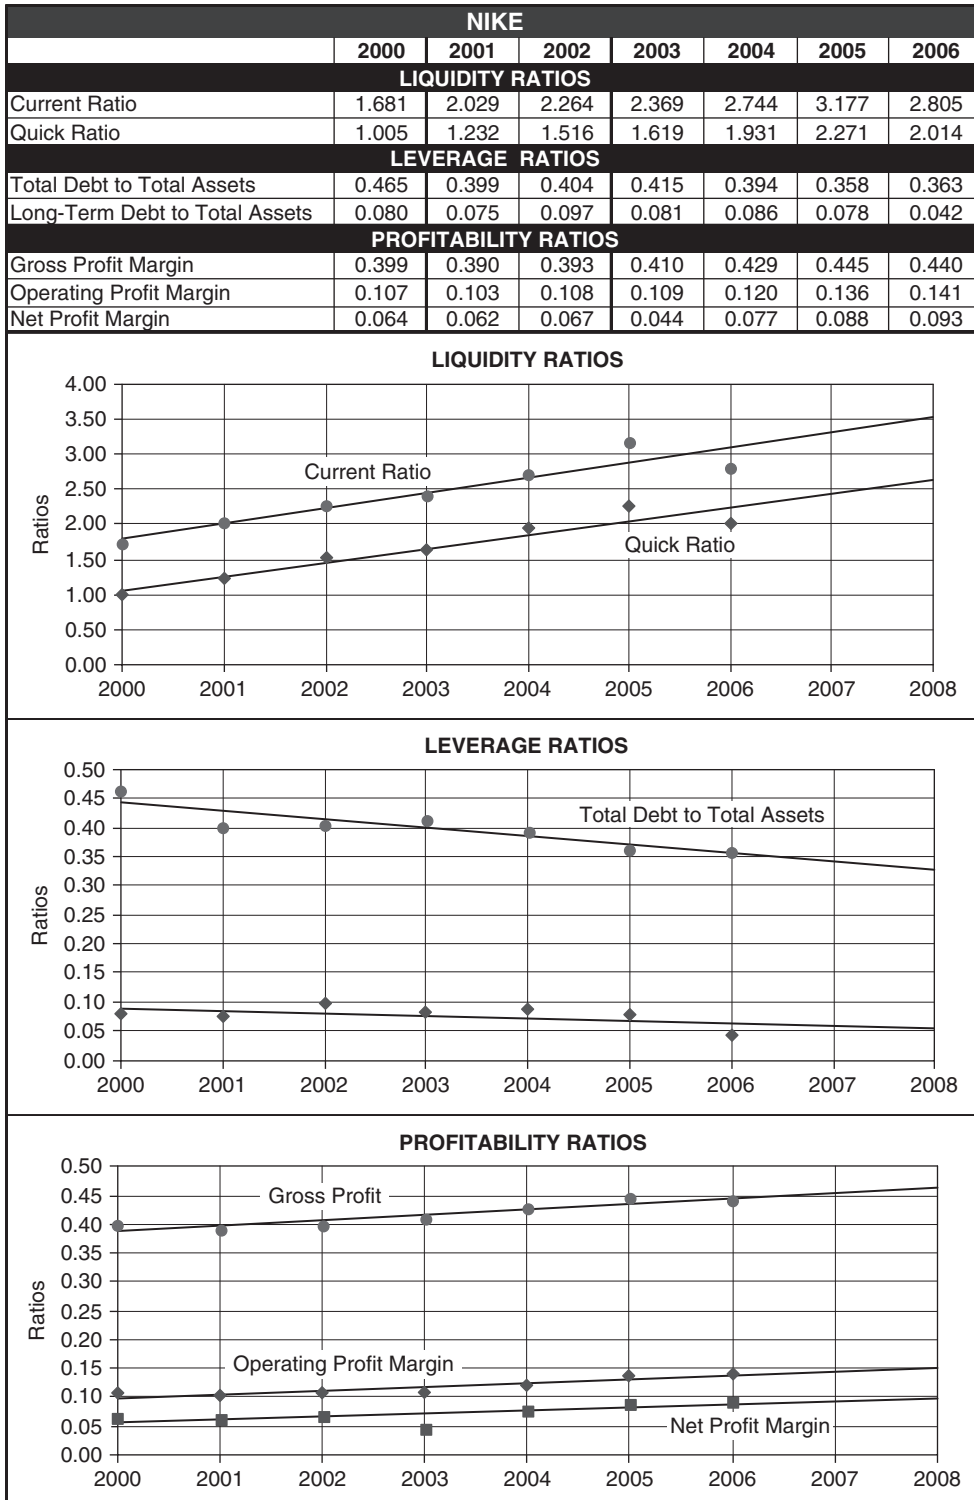 NIKE
2000 2001 2002 2003 2004 2005 2006
LIQUIDITY RATIOS
Current Ratio 1.681 2.029 2.264 2.369 2.744 3.177 2.805
Quick Ratio 1.005 1.232 1.516 1.619 1.931 2.271 2.014
LEVERAGE RATIOS
Total Debt to Total Assets 0.465 0.399 0.404 0.415 0.394 0.358 0.363
Long-Term Debt to Total Assets 0.080 0.075 0.097 0.081 0.086 0.078 0.042
PROFITABILITY RATIOS
Gross Profit Margin 0.399 0.390 0.393 0.410 0.429 0.445 0.440
Operating Profit Margin 0.107 0.103 0.108 0.109 0.120 0.136 0.141
Net Profit Margin 0.064 0.062 0.067 0.044 0.077 0.088 0.093
LIQUIDITY RATIOS
Ratios
4.00
3.50
3.00
2.50
2.00
1.50
1.00
0.50
0.00
Current Ratio
Quick Ratio
2000 2001 2002 2003 2004 2005 2006 2007 2008
LEVERAGE RATIOS
Ratios
0.50
0.45
0.40
0.35
0.30
0.25
0.20
0.15
0.10
0.05
0.00
Total Debt to Total Assets
2000 2001 2002 2003 2004 2005 2006 2007 2008
PROFITABILITY RATIOS
Ratios
0.50
0.45
0.40
0.35
0.30
0.25
0.20
0.15
0.10
0.05
0.00
Gross Profit
Operating Profit Margin
Net Profit Margin
2000 2001 2002 2003 2004 2005 2006 2007 2008